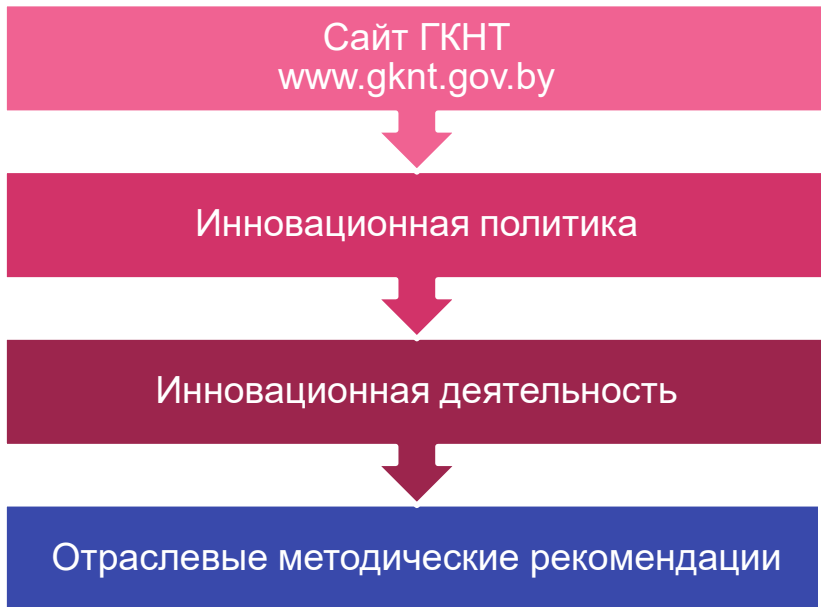 Сайт ГКНТ
www.gknt.gov.by
Инновационная политика
Инновационная деятельность
Отраслевые методические рекомендации